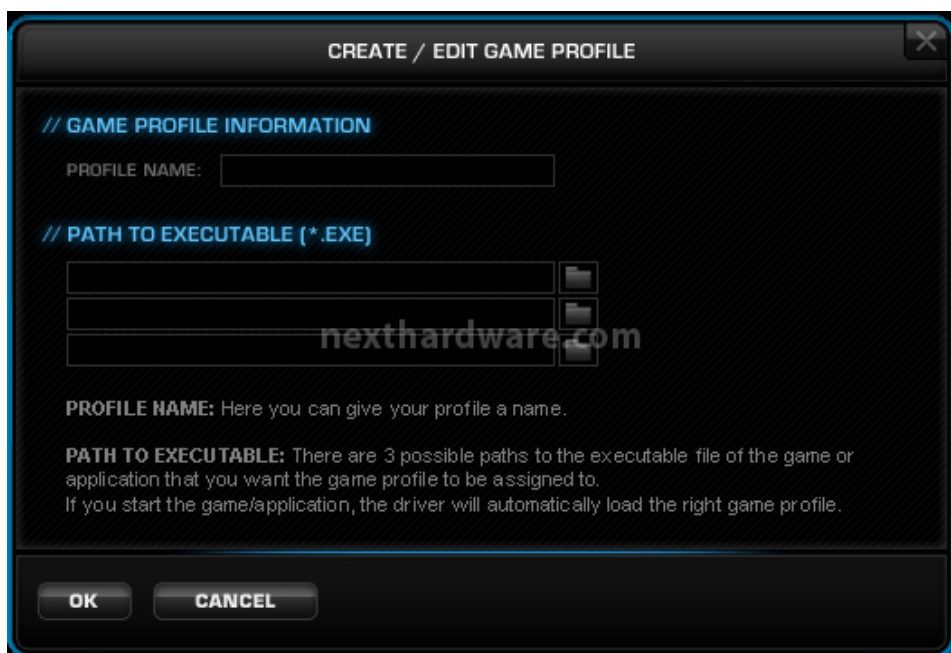 CREATE / EDIT GAME PROFILE
// GAME PROFILE INFORMATION
PROFILE NAME:
// PATH TO EXECUTABLE (*.EXE)
nexthardware.com
PROFILE NAME: Here you can give your profile a name.
PATH TO EXECUTABLE: There are 3 possible paths to the executable file of the game or
application that you want the game profile to be assigned to.
If you start the game/application, the driver will automatically load the right game profile.
OK
CANCEL